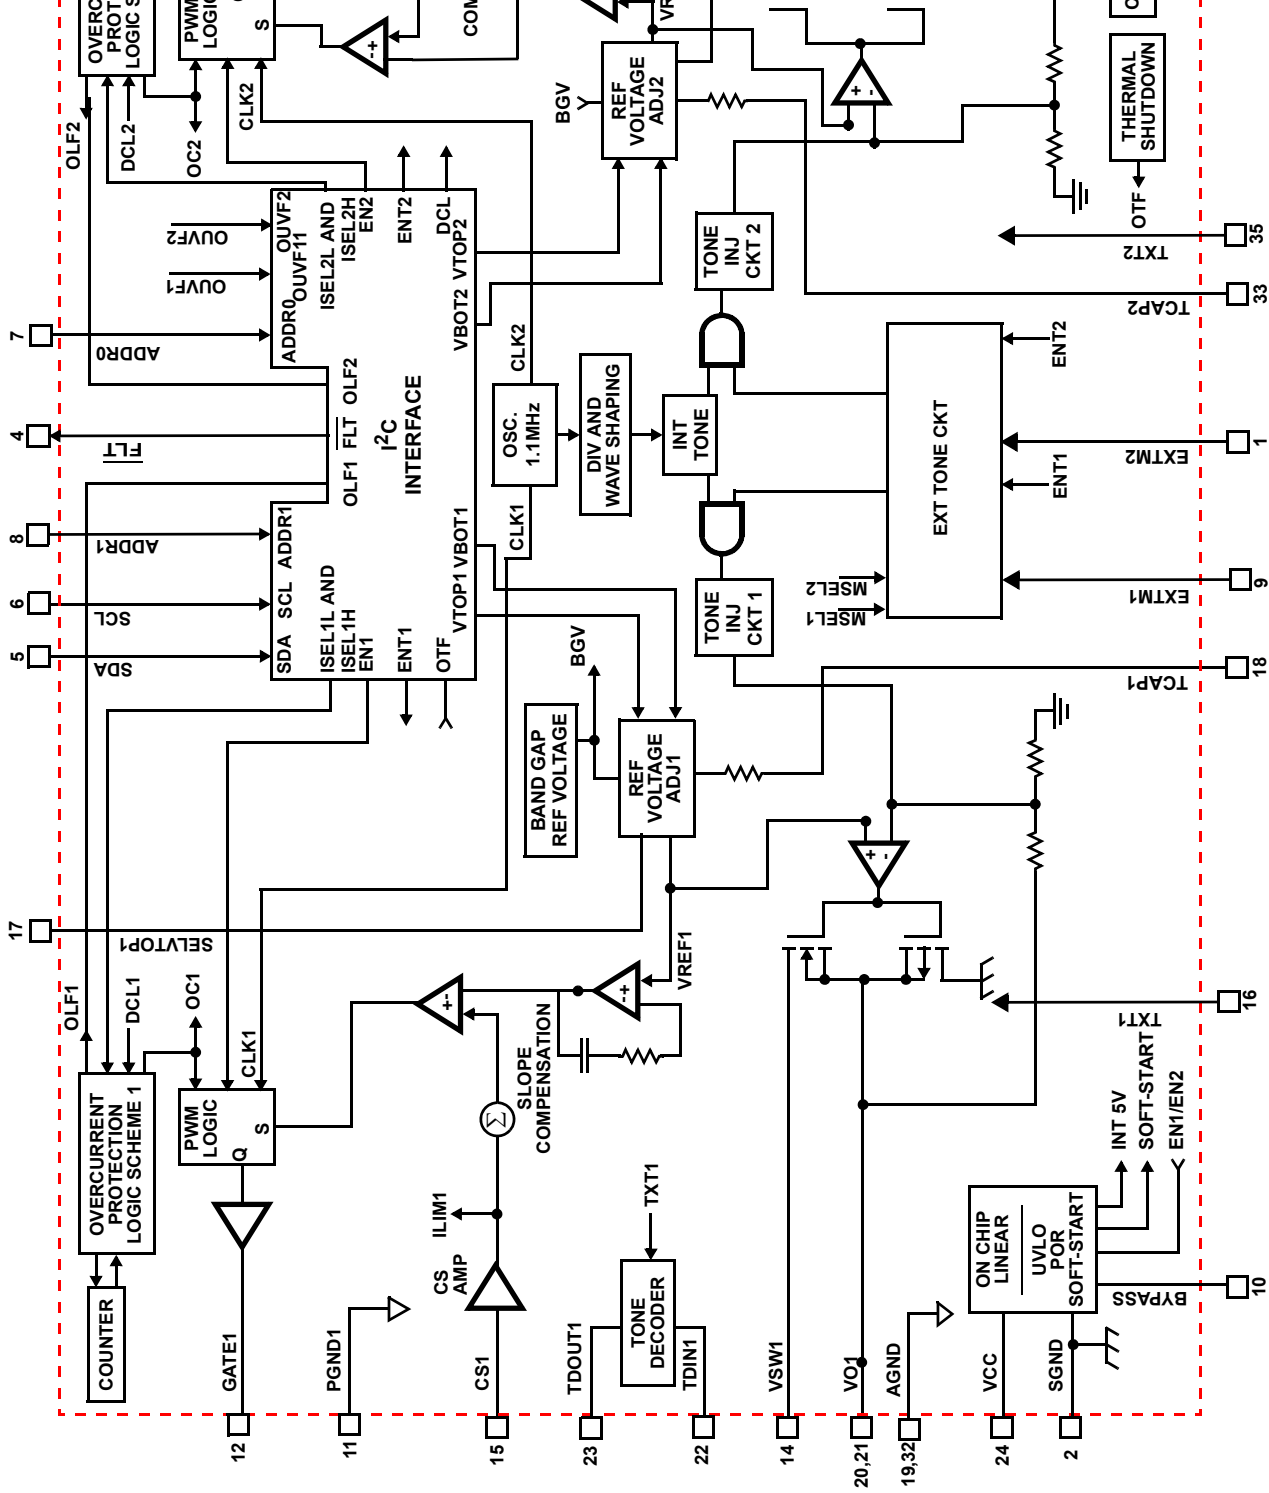 OVERC
PROT
LOGIC S
PWM
LOGIC
S
-+
COM
VR
REF
VOLTAGE
ADJ2
BGV
+ -
THERMAL
SHUTDOWN
OTF
OLF2
DCL2
OC2
CLK2
OUVF2
OUVF1
OUVF2
OUVF11
ADDR0
ISEL2L AND
ISEL2H
EN2
ENT2
DCL
VTOP2
VBOT2
TONE
INJ
CKT 2
TXT2
35
TCAP2
33
7
ADDR0
4
FLT
OLF2
FLT
OLF1
I2C
INTERFACE
CLK2
OSC.
1.1MHz
CLK1
DIV AND
WAVE SHAPING
INT
TONE
EXT TONE CKT
ENT2
EXTM2
1
ENT1
MSEL2
MSEL1
EXTM1
9
8
ADDR1
6
SCL
5
SDA
ADDR1
SCL
SDA
ISEL1L AND
ISEL1H
EN1
ENT1
OTF
VBOT1
VTOP1
TONE
INJ
CKT 1
TCAP1
18
BGV
BAND GAP
REF VOLTAGE
REF
VOLTAGE
ADJ1
17
SELVTOP1
VREF1
+ -
+-
-+
OLF1
DCL1
OC1
CLK1
OVERCURRENT
PROTECTION
LOGIC SCHEME 1
PWM
LOGIC
Q
S
Σ
SLOPE
COMPENSATION
TXT1
16
INT 5V
SOFT-START
EN1/EN2
ON CHIP
LINEAR
UVLO
POR
SOFT-START
BYPASS
10
COUNTER
ILIM1
CS
AMP
TXT1
TONE
DECODER
GATE1
12
PGND1
11
CS1
15
TDOUT1
23
TDIN1
22
VSW1
14
VO1
20,21
AGND
19,32
VCC
24
SGND
2